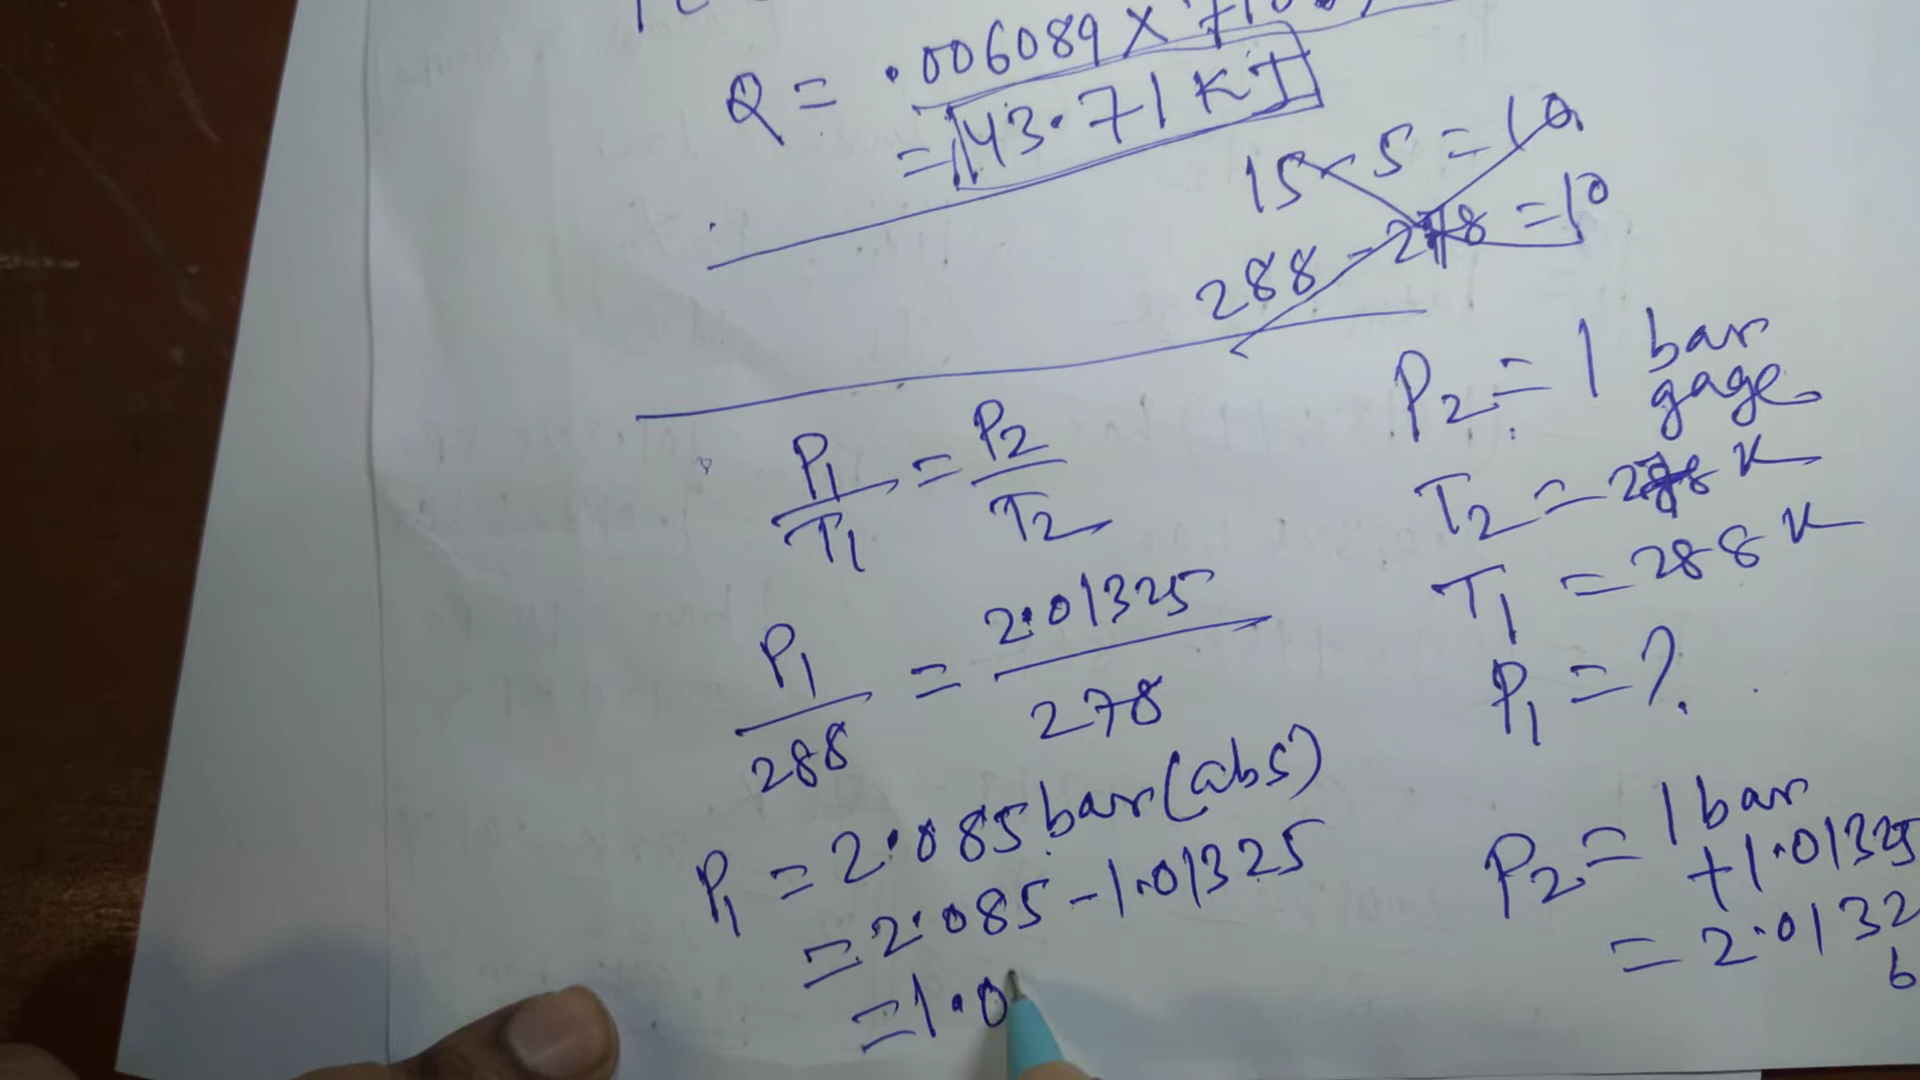 Q = .006089 X
= 143.71 KJ
15 - 5 = 10
288 - 278 = 10
P1/T1 = P2/T2
P1/288 = 2.01325/278
P1 = 2.085 bar (abs)
= 2.085 - 1.01325
= 1.0
P2 = 1 bar
gage
T2 = 278 K
T1 = 288 K
P1 = ?
P2 = 1 bar
+ 1.01325
= 2.0132
b